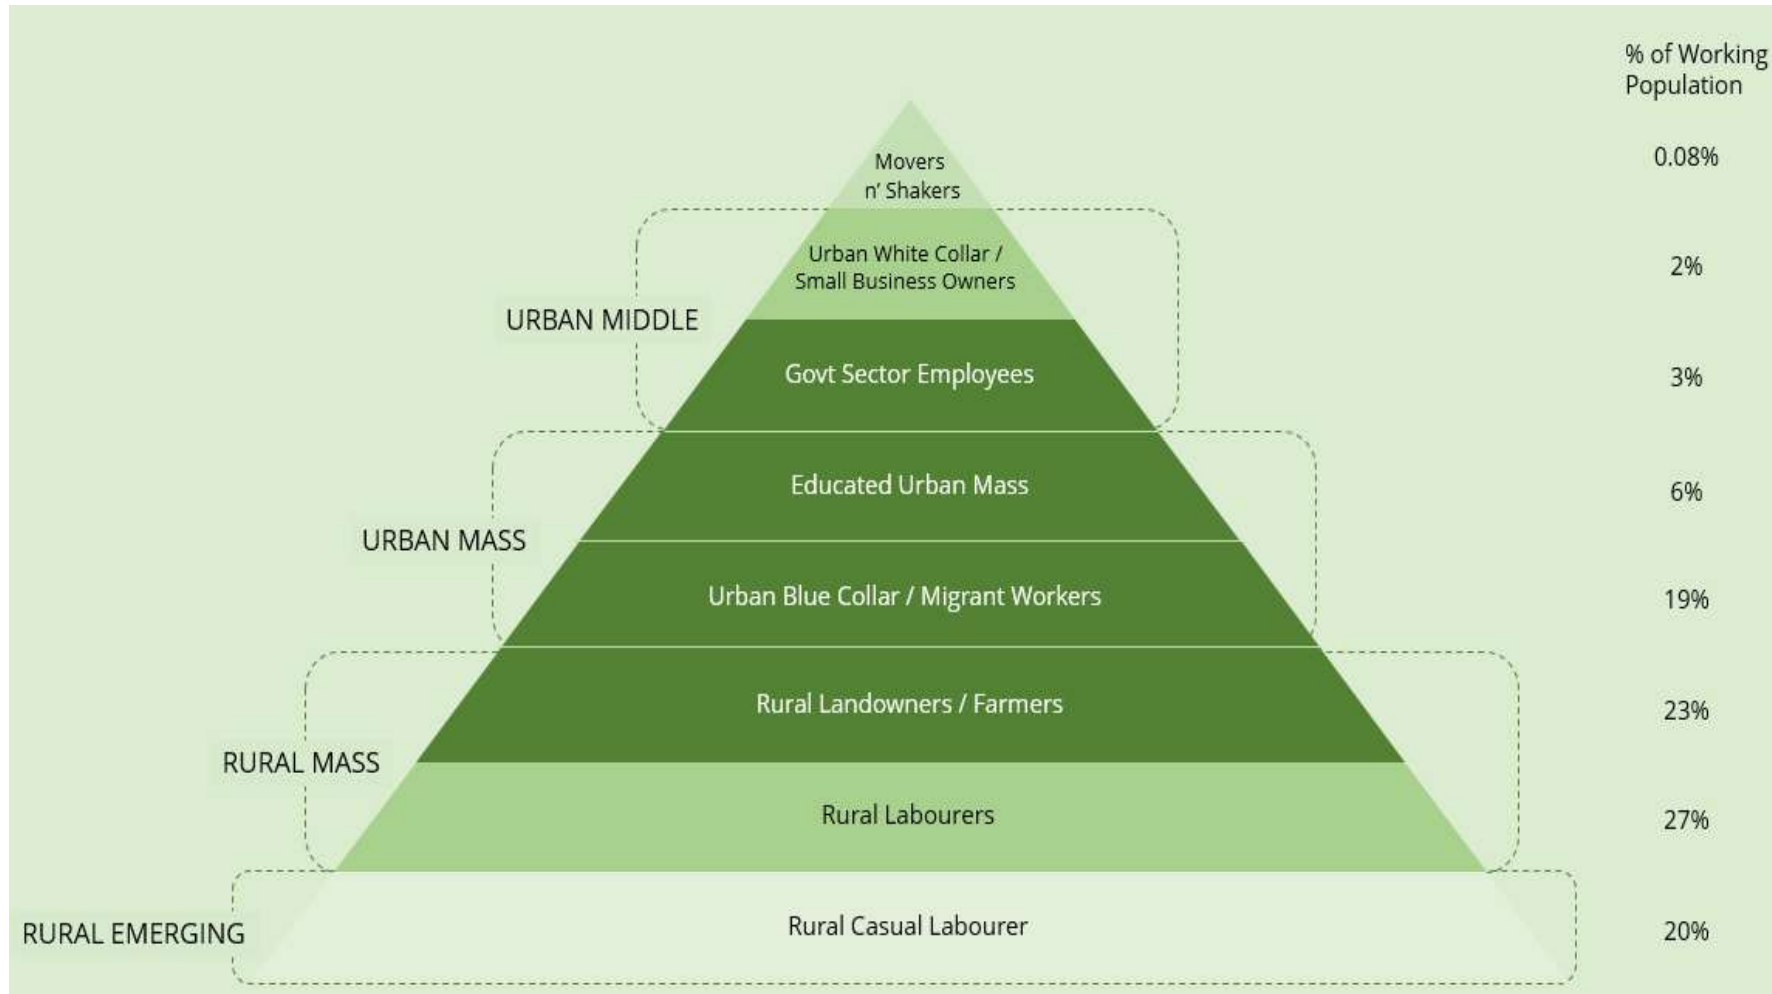 % of Working
Population
Movers
n’ Shakers
0.08%
Urban White Collar /
Small Business Owners
2%
URBAN MIDDLE
Govt Sector Employees
3%
Educated Urban Mass
6%
URBAN MASS
Urban Blue Collar / Migrant Workers
19%
Rural Landowners / Farmers
23%
RURAL MASS
Rural Labourers
27%
RURAL EMERGING
Rural Casual Labourer
20%